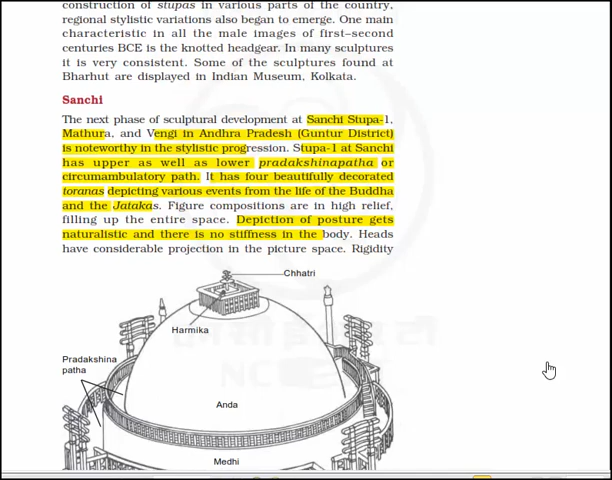 construction of stupas in various parts of the country,
regional stylistic variations also began to emerge. One main
characteristic in all the male images of first–second
centuries BCE is the knotted headgear. In many sculptures
it is very consistent. Some of the sculptures found at
Bharhut are displayed in Indian Museum, Kolkata.
Sanchi
The next phase of sculptural development at Sanchi Stupa-1,
Mathura, and Vengi in Andhra Pradesh (Guntur District)
is noteworthy in the stylistic progression. Stupa-1 at Sanchi
has upper as well as lower pradakshinapatha or
circumambulatory path. It has four beautifully decorated
toranas depicting various events from the life of the Buddha
and the Jatakas. Figure compositions are in high relief,
filling up the entire space. Depiction of posture gets
naturalistic and there is no stiffness in the body. Heads
have considerable projection in the picture space. Rigidity
Chhatri
Harmika
Pradakshina
patha
Anda
Medhi